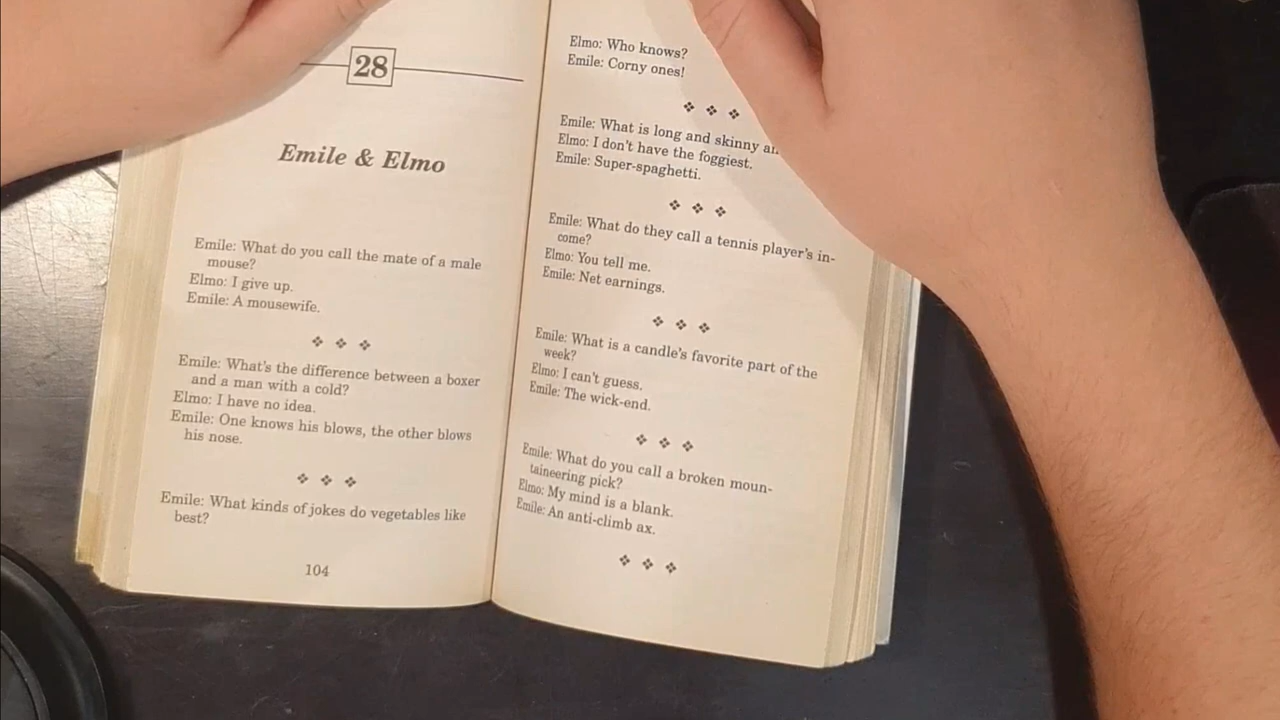 28
Emile & Elmo
Emile: What do you call the mate of a male
mouse?
Elmo: I give up.
Emile: A mousewife.
Emile: What's the difference between a boxer
and a man with a cold?
Elmo: I have no idea.
Emile: One knows his blows, the other blows
his nose.
Emile: What kinds of jokes do vegetables like
best?
104
Elmo: Who knows?
Emile: Corny ones!
Emile: What is long and skinny
Elmo: I don't have the foggiest.
Emile: Super-spaghetti.
Emile: What do they call a tennis player's in-
come?
Elmo: You tell me.
Emile: Net earnings.
Emile: What is a candle's favorite part of the
week?
Elmo: I can't guess.
Emile: The wick-end.
Emile: What do you call a broken moun-
taineering pick?
Elmo: My mind is a blank.
Emile: An anti-climb ax.